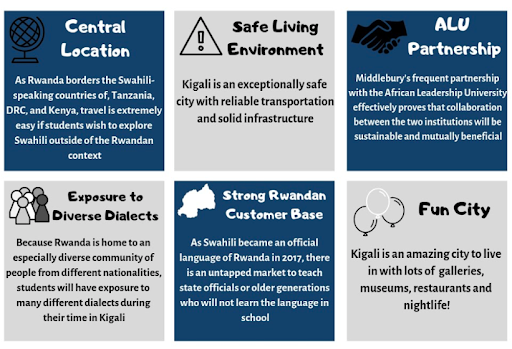 Central
Location
As Rwanda borders the Swahili-
speaking countries of, Tanzania,
DRC, and Kenya, travel is extremely
easy if students wish to explore
Swahili outside of the Rwandan
context
Safe Living
Environment
Kigali is an exceptionally safe
city with reliable transportation
and solid infrastructure
ALU
Partnership
Middlebury's frequent partnership
with the African Leadership University
effectively proves that collaboration
between the two institutions will be
sustainable and mutually beneficial
Exposure to
Diverse Dialects
Because Rwanda is home to an
especially diverse community of
people from different nationalities,
students will have exposure to
many different dialects during
their time in Kigali
Strong Rwandan
Customer Base
As Swahili became an official
language of Rwanda in 2017, there
is an untapped market to teach
state officials or older generations
who will not learn the language in
school
Fun City
Kigali is an amazing city to live
in with lots of galleries,
museums, restaurants and
nightlife!